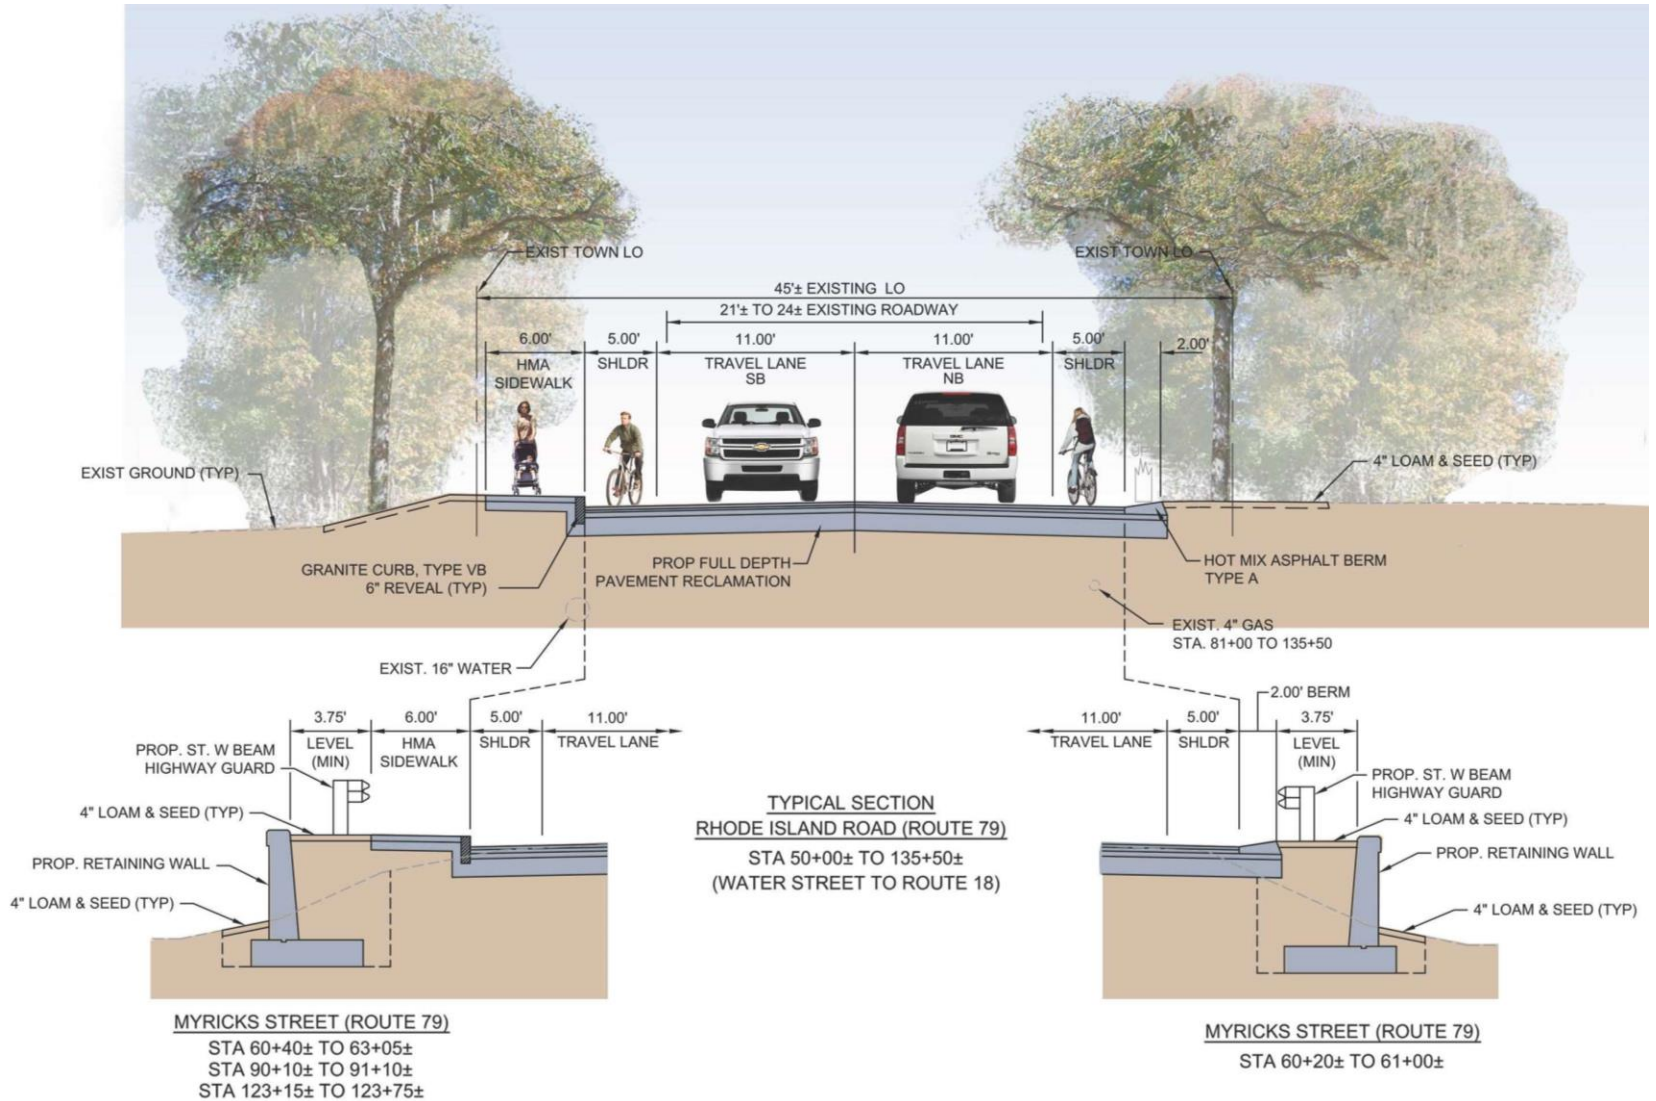 EXIST TOWN LO
EXIST TOWN LO
45'± EXISTING LO
21'± TO 24± EXISTING ROADWAY
6.00'
5.00'
11.00'
11.00'
5.00'
2.00'
HMA
SIDEWALK
SHLDR
TRAVEL LANE
SB
TRAVEL LANE
NB
SHLDR
EXIST GROUND (TYP)
4" LOAM & SEED (TYP)
GMC
GRANITE CURB, TYPE VB
6" REVEAL (TYP)
PROP FULL DEPTH
PAVEMENT RECLAMATION
HOT MIX ASPHALT BERM
TYPE A
EXIST. 16" WATER
EXIST. 4" GAS
STA. 81+00 TO 135+50
3.75'
6.00'
5.00'
11.00'
LEVEL
(MIN)
HMA
SIDEWALK
SHLDR
TRAVEL LANE
PROP. ST. W BEAM
HIGHWAY GUARD
4" LOAM & SEED (TYP)
PROP. RETAINING WALL
4" LOAM & SEED (TYP)
MYRICKS STREET (ROUTE 79)
STA 60+40± TO 63+05±
STA 90+10± TO 91+10±
STA 123+15± TO 123+75±
TYPICAL SECTION
RHODE ISLAND ROAD (ROUTE 79)
STA 50+00± TO 135+50±
(WATER STREET TO ROUTE 18)
2.00' BERM
11.00'
5.00'
3.75'
TRAVEL LANE
SHLDR
LEVEL
(MIN)
PROP. ST. W BEAM
HIGHWAY GUARD
4" LOAM & SEED (TYP)
PROP. RETAINING WALL
4" LOAM & SEED (TYP)
MYRICKS STREET (ROUTE 79)
STA 60+20± TO 61+00±